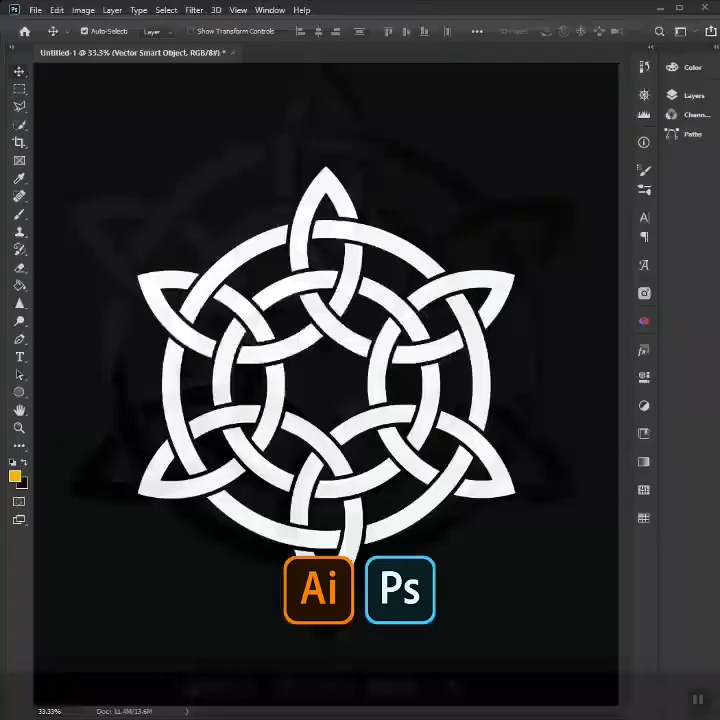 Ps File Edit Image Layer Type Select Filter 3D View Window Help
Auto-Select: Layer Show Transform Controls
Untitled-1 @ 33.3% (Vector Smart Object, RGB/8#) *
Color
Layers
Chann...
Paths
Ai Ps
33.33% Doc: 11.4M/13.6M